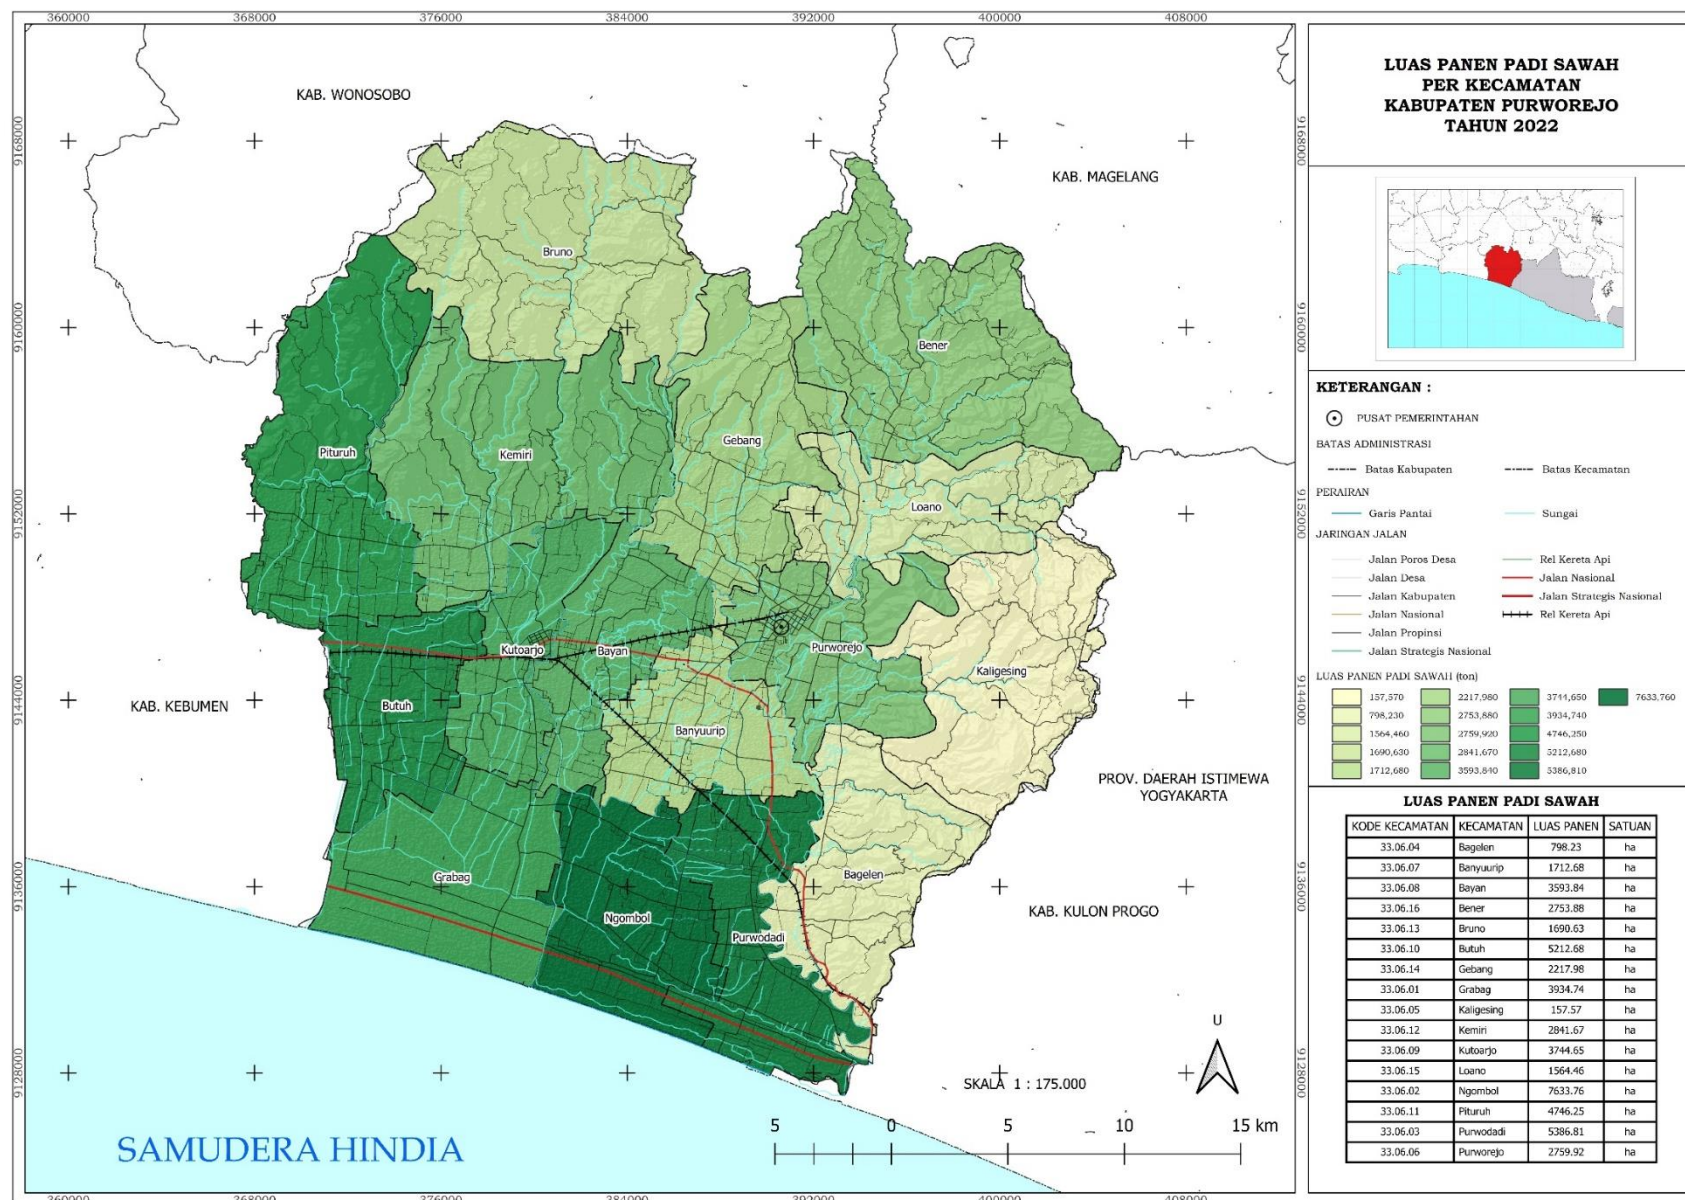 360000 368000 376000 384000 392000 400000 408000
9168000
9160000
9152000
9144000
9136000
9128000
KAB. WONOSOBO
KAB. MAGELANG
Bruno
Bener
Pituruh
Kemiri
Gebang
Loano
Kutoarjo
Bayan
Purworejo
Kaligesing
KAB. KEBUMEN
Butuh
Banyuurip
PROV. DAERAH ISTIMEWA
YOGYAKARTA
Grabag
Bagelen
Ngombol
Purwodadi
KAB. KULON PROGO
U
SKALA 1 : 175.000
5 0 5 10 15 km
SAMUDERA HINDIA
9168000
9160000
9152000
9144000
9136000
9128000
360000 368000 376000 384000 392000 400000 408000
LUAS PANEN PADI SAWAH
PER KECAMATAN
KABUPATEN PURWOREJO
TAHUN 2022
KETERANGAN :
PUSAT PEMERINTAHAN
BATAS ADMINISTRASI
Batas Kabupaten Batas Kecamatan
PERAIRAN
Garis Pantai Sungai
JARINGAN JALAN
Jalan Poros Desa Rel Kereta Api
Jalan Desa Jalan Nasional
Jalan Kabupaten Jalan Strategis Nasional
Jalan Nasional Rel Kereta Api
Jalan Propinsi
Jalan Strategis Nasional
LUAS PANEN PADI SAWAH (ton)
157,570 2217,980 3744,650 7633,760
798,230 2753,880 3934,740
1564,460 2759,920 4746,250
1690,630 2841,670 5212,680
1712,680 3593,840 5386,810
LUAS PANEN PADI SAWAH
KODE KECAMATAN KECAMATAN LUAS PANEN SATUAN
33.06.04 Bagelen 798.23 ha
33.06.07 Banyuurip 1712.68 ha
33.06.08 Bayan 3593.84 ha
33.06.16 Bener 2753.88 ha
33.06.13 Bruno 1690.63 ha
33.06.10 Butuh 5212.68 ha
33.06.14 Gebang 2217.98 ha
33.06.01 Grabag 3934.74 ha
33.06.05 Kaligesing 157.57 ha
33.06.12 Kemiri 2841.67 ha
33.06.09 Kutoarjo 3744.65 ha
33.06.15 Loano 1564.46 ha
33.06.02 Ngombol 7633.76 ha
33.06.11 Pituruh 4746.25 ha
33.06.03 Purwodadi 5386.81 ha
33.06.06 Purworejo 2759.92 ha